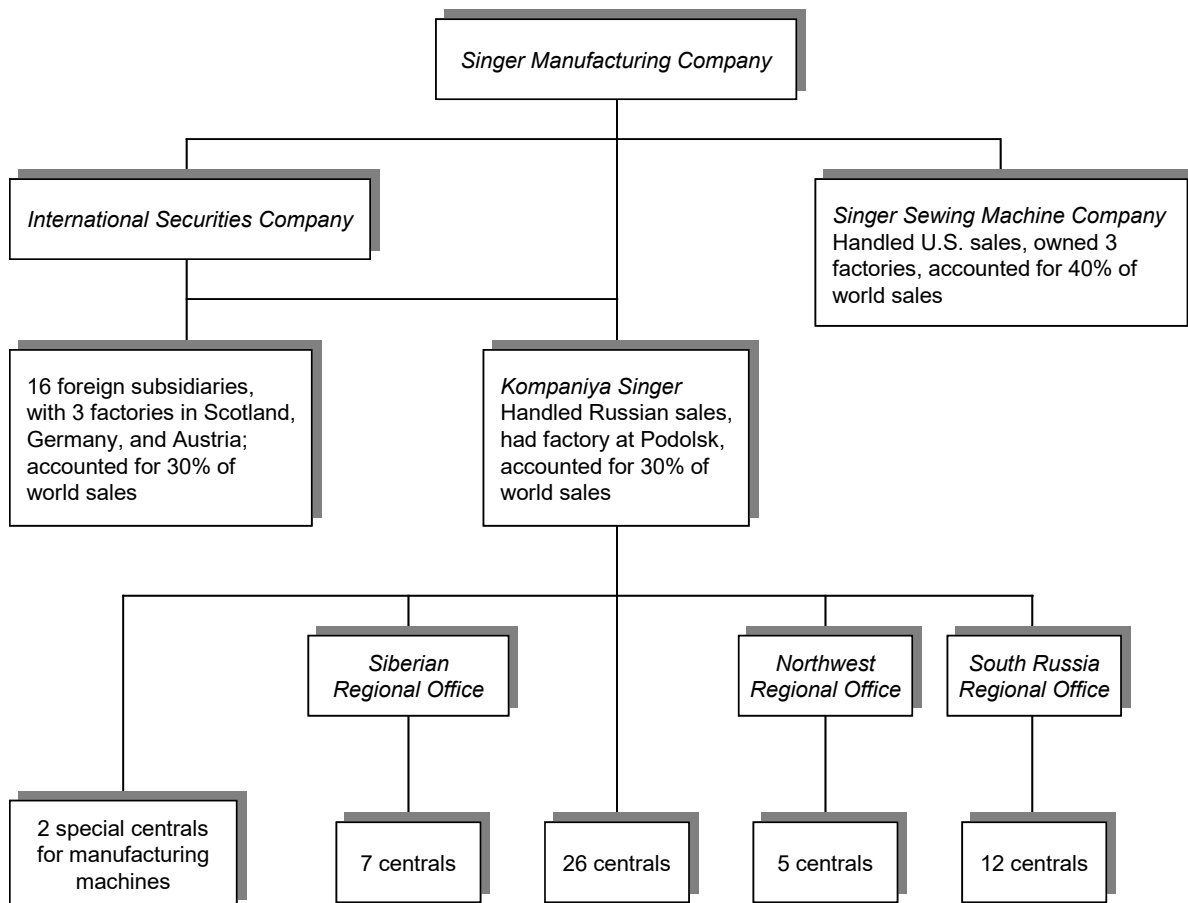 Singer Manufacturing Company
International Securities Company
Singer Sewing Machine Company
Handled U.S. sales, owned 3
factories, accounted for 40% of
world sales
16 foreign subsidiaries,
with 3 factories in Scotland,
Germany, and Austria;
accounted for 30% of
world sales
Kompaniya Singer
Handled Russian sales,
had factory at Podolsk,
accounted for 30% of
world sales
Siberian
Regional Office
Northwest
Regional Office
South Russia
Regional Office
2 special centrals
for manufacturing
machines
7 centrals
26 centrals
5 centrals
12 centrals